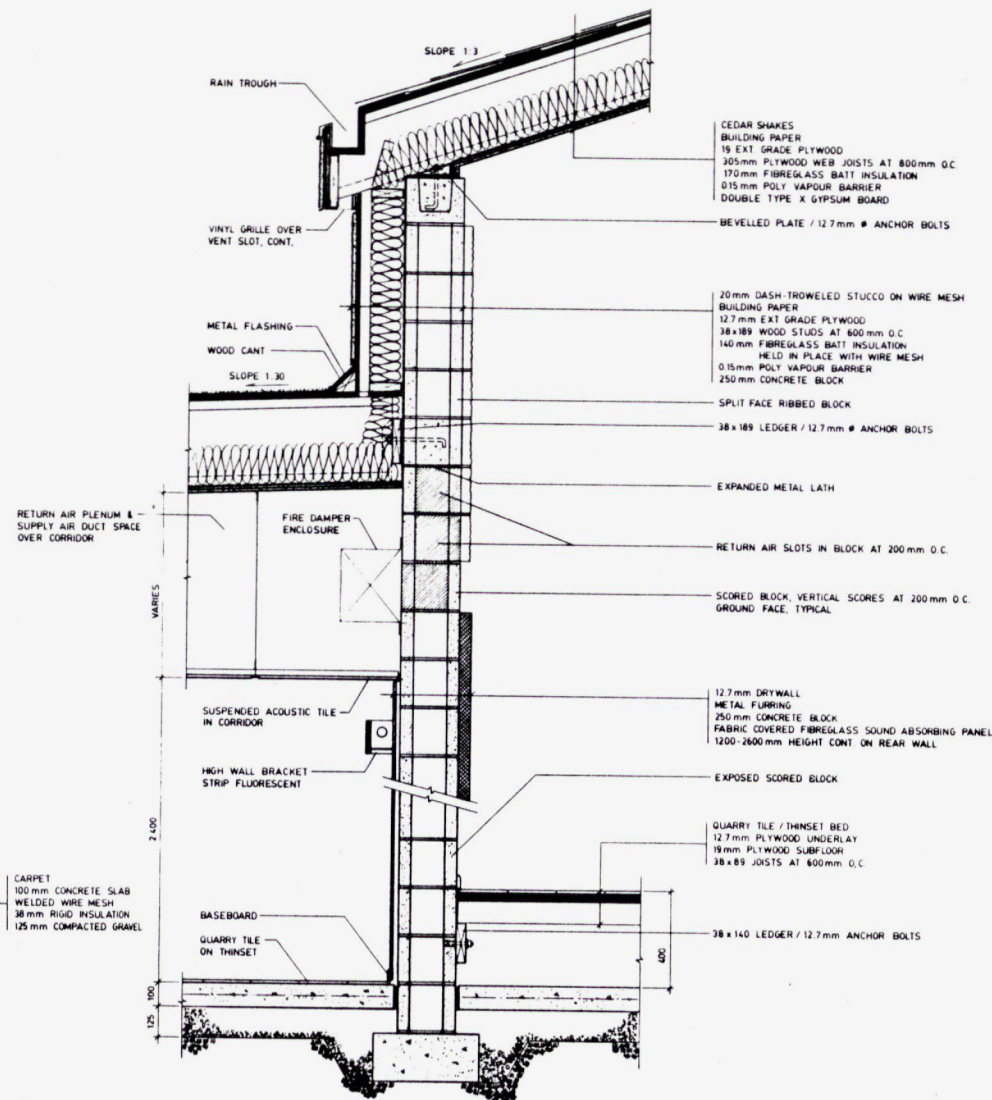 SLOPE 1:3
RAIN TROUGH
CEDAR SHAKES
BUILDING PAPER
19 EXT. GRADE PLYWOOD
305mm PLYWOOD WEB JOISTS AT 800mm O.C.
170mm FIBREGLASS BATT INSULATION
0.15mm POLY VAPOUR BARRIER
DOUBLE TYPE X GYPSUM BOARD
BEVELLED PLATE / 12.7mm ø ANCHOR BOLTS
VINYL GRILLE OVER
VENT SLOT, CONT.
20mm DASH-TROWELED STUCCO ON WIRE MESH
BUILDING PAPER
12.7mm EXT GRADE PLYWOOD
38x189 WOOD STUDS AT 600mm O.C.
140mm FIBREGLASS BATT INSULATION
HELD IN PLACE WITH WIRE MESH
0.15mm POLY VAPOUR BARRIER
250mm CONCRETE BLOCK
METAL FLASHING
WOOD CANT
SLOPE 1:30
SPLIT FACE RIBBED BLOCK
38x189 LEDGER / 12.7mm ø ANCHOR BOLTS
EXPANDED METAL LATH
RETURN AIR PLENUM &
SUPPLY AIR DUCT SPACE
OVER CORRIDOR
FIRE DAMPER
ENCLOSURE
RETURN AIR SLOTS IN BLOCK AT 200mm O.C.
VARIES
SCORED BLOCK, VERTICAL SCORES AT 200mm O.C.
GROUND FACE, TYPICAL
SUSPENDED ACOUSTIC TILE
IN CORRIDOR
12.7mm DRYWALL
METAL FURRING
250mm CONCRETE BLOCK
FABRIC COVERED FIBREGLASS SOUND ABSORBING PANEL
1200-2600mm HEIGHT CONT. ON REAR WALL
HIGH WALL BRACKET
STRIP FLUORESCENT
EXPOSED SCORED BLOCK
2400
QUARRY TILE / THINSET BED
12.7mm PLYWOOD UNDERLAY
19mm PLYWOOD SUBFLOOR
38x89 JOISTS AT 600mm O.C.
CARPET
100mm CONCRETE SLAB
WELDED WIRE MESH
38mm RIGID INSULATION
125mm COMPACTED GRAVEL
BASEBOARD
QUARRY TILE
ON THINSET
38x140 LEDGER / 12.7mm ANCHOR BOLTS
400
100
125